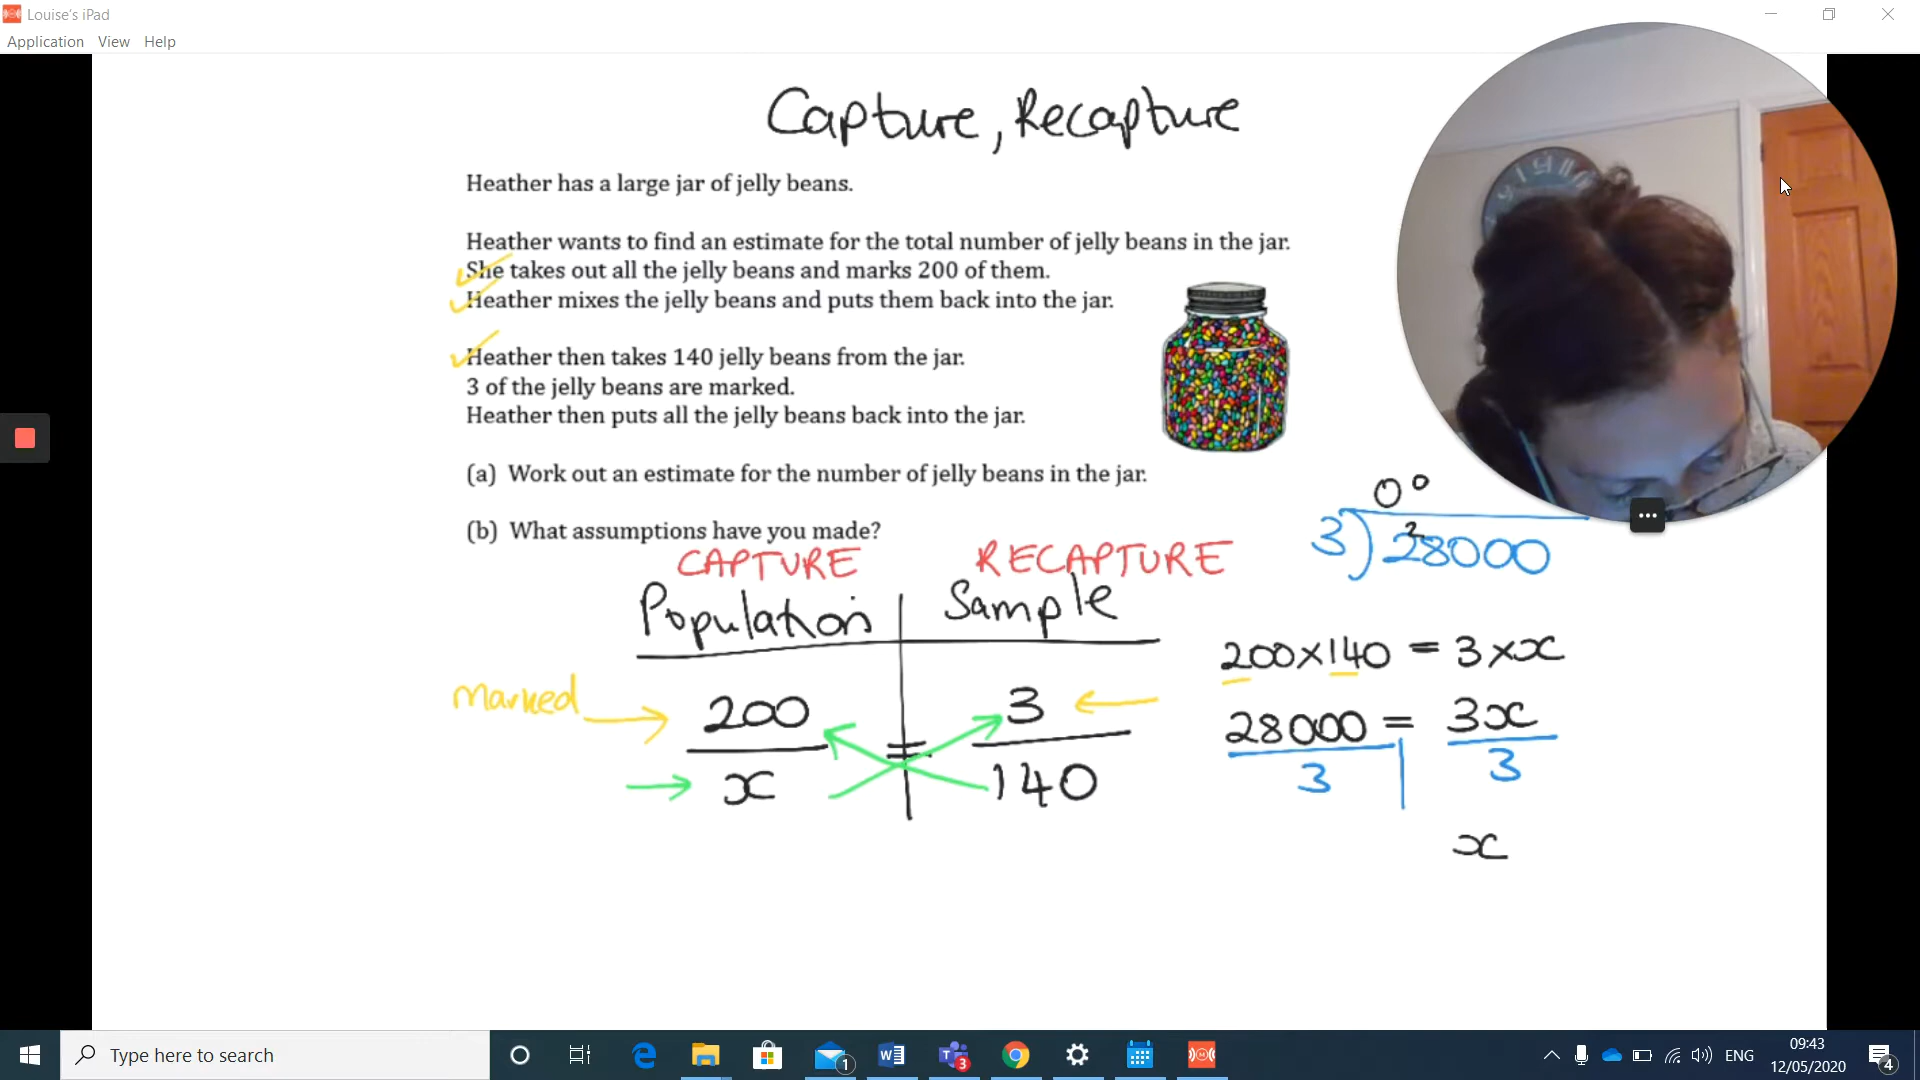 Louise's iPad
Application View Help
Capture, Recapture
Heather has a large jar of jelly beans.
Heather wants to find an estimate for the total number of jelly beans in the jar.
She takes out all the jelly beans and marks 200 of them.
Heather mixes the jelly beans and puts them back into the jar.
Heather then takes 140 jelly beans from the jar.
3 of the jelly beans are marked.
Heather then puts all the jelly beans back into the jar.
(a) Work out an estimate for the number of jelly beans in the jar.
(b) What assumptions have you made?
0 0
3 ) 2 2 8000
CAPTURE RECAPTURE
Population Sample
Marked 200 = 3
x 140
200 x 140 = 3 x x
28000 = 3x
3 3
x
Type here to search
1
3
ENG
09:43
12/05/2020
4